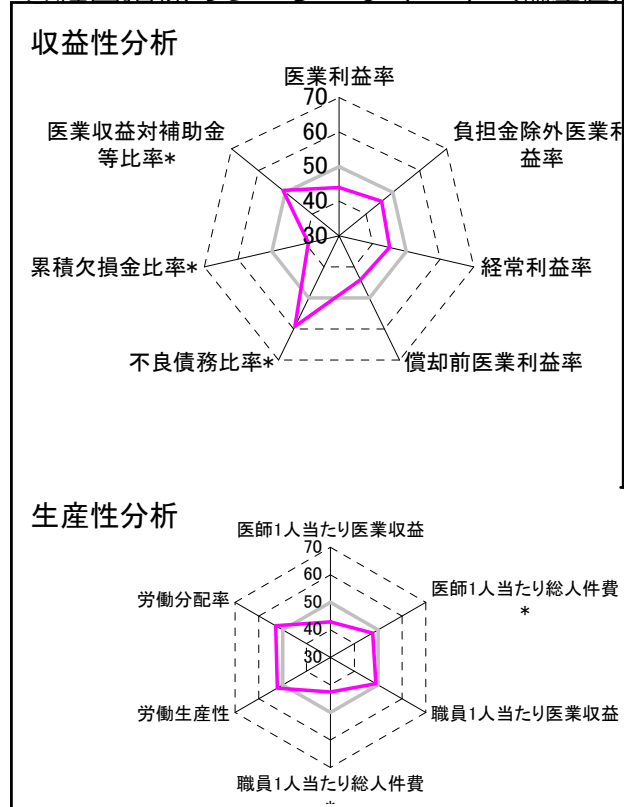 収益性分析
医業利益率
70
医業収益対補助金
等比率*
60
負担金除外医業利
益率
50
40
30
累積欠損金比率*
経常利益率
不良債務比率*
償却前医業利益率
生産性分析
医師1人当たり医業収益
70
医師1人当たり総人件費
*
労働分配率
60
50
40
30
労働生産性
職員1人当たり医業収益
職員1人当たり総人件費
*